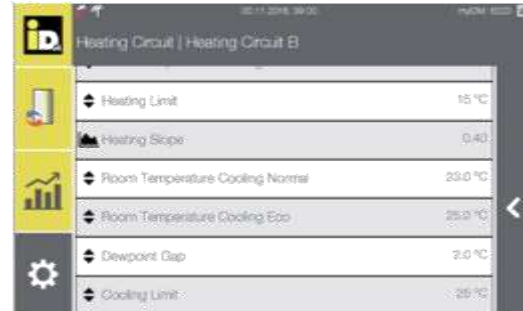 iD
Heating Circuit | Heating Circuit B
Heating Limit 15 °C
Heating Slope 0.40
Room Temperature Cooling Normal 23.0 °C
Room Temperature Cooling Eco 25.0 °C
Dewpoint Gap 2.0 °C
Cooling Limit 25 °C